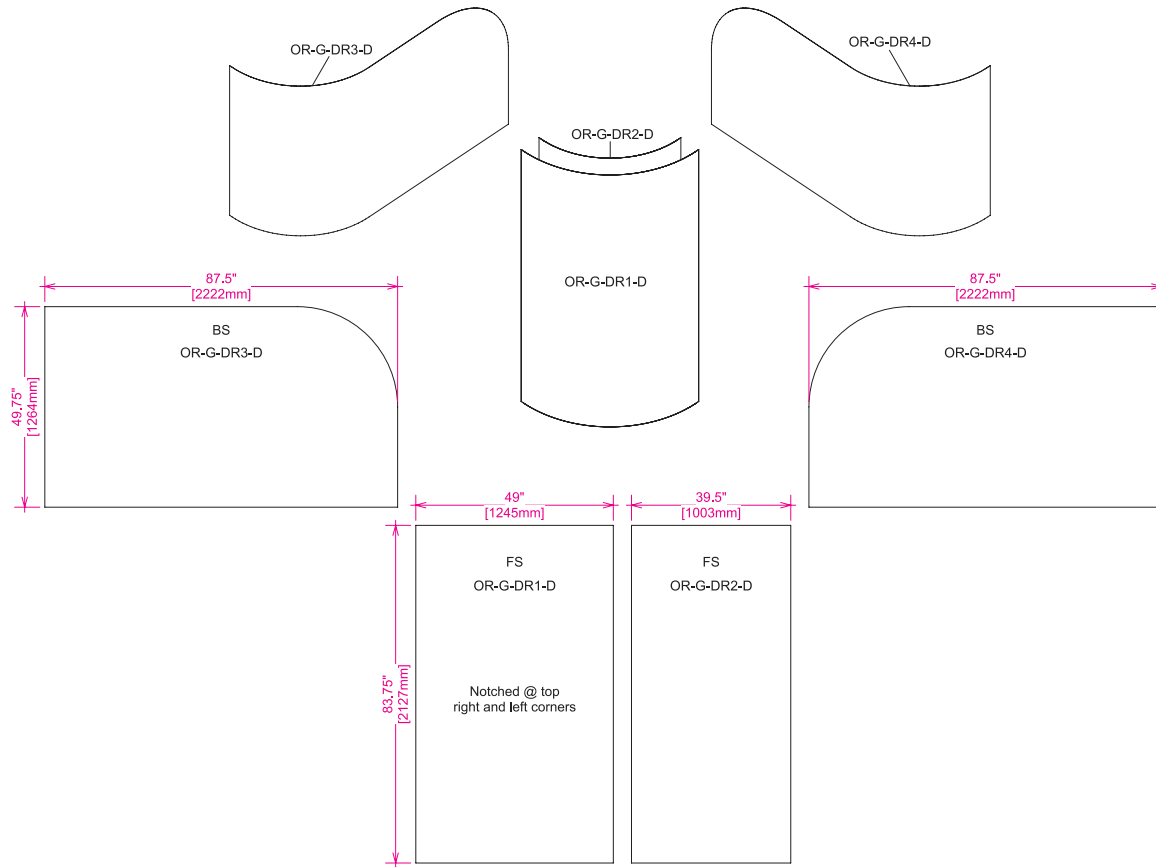 OR-G-DR3-D
OR-G-DR4-D
OR-G-DR2-D
OR-G-DR1-D
87.5"
[2222mm]
87.5"
[2222mm]
BS
OR-G-DR3-D
BS
OR-G-DR4-D
49.75"
[1264mm]
49"
[1245mm]
39.5"
[1003mm]
FS
OR-G-DR1-D
FS
OR-G-DR2-D
83.75"
[2127mm]
Notched @ top
right and left corners